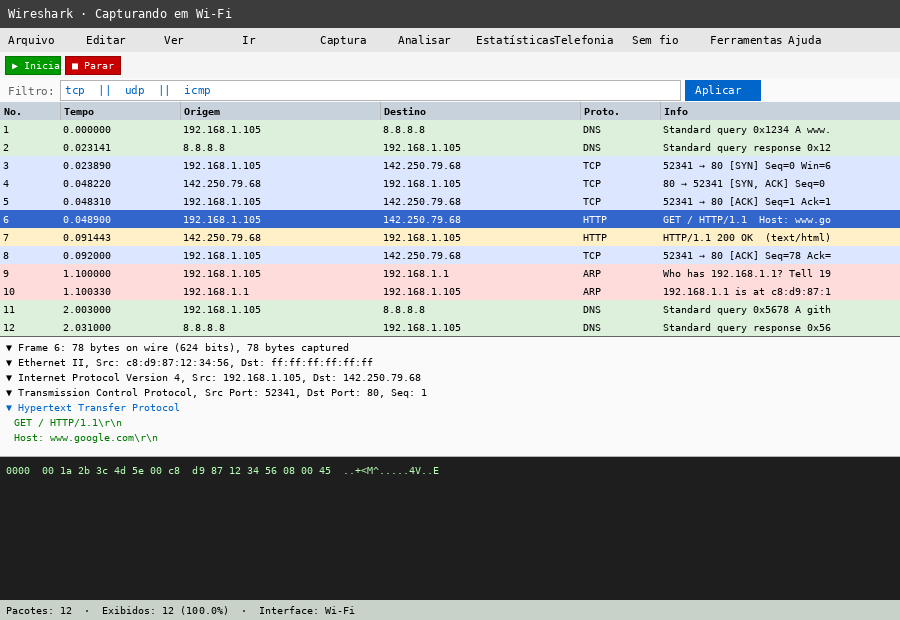 Wireshark · Capturando em Wi-Fi
Arquivo Editar Ver Ir Captura Analisar Estatísticas Telefonia Sem fio Ferramentas Ajuda
▶ Inicia ■ Parar
Filtro: tcp || udp || icmp Aplicar
No. Tempo Origem Destino Proto. Info
1 0.000000 192.168.1.105 8.8.8.8 DNS Standard query 0x1234 A www.
2 0.023141 8.8.8.8 192.168.1.105 DNS Standard query response 0x12
3 0.023890 192.168.1.105 142.250.79.68 TCP 52341 → 80 [SYN] Seq=0 Win=6
4 0.048220 142.250.79.68 192.168.1.105 TCP 80 → 52341 [SYN, ACK] Seq=0
5 0.048310 192.168.1.105 142.250.79.68 TCP 52341 → 80 [ACK] Seq=1 Ack=1
6 0.048900 192.168.1.105 142.250.79.68 HTTP GET / HTTP/1.1  Host: www.go
7 0.091443 142.250.79.68 192.168.1.105 HTTP HTTP/1.1 200 OK  (text/html)
8 0.092000 192.168.1.105 142.250.79.68 TCP 52341 → 80 [ACK] Seq=78 Ack=
9 1.100000 192.168.1.105 192.168.1.1 ARP Who has 192.168.1.1? Tell 19
10 1.100330 192.168.1.1 192.168.1.105 ARP 192.168.1.1 is at c8:d9:87:1
11 2.003000 192.168.1.105 8.8.8.8 DNS Standard query 0x5678 A gith
12 2.031000 8.8.8.8 192.168.1.105 DNS Standard query response 0x56
▼ Frame 6: 78 bytes on wire (624 bits), 78 bytes captured
▼ Ethernet II, Src: c8:d9:87:12:34:56, Dst: ff:ff:ff:ff:ff:ff
▼ Internet Protocol Version 4, Src: 192.168.1.105, Dst: 142.250.79.68
▼ Transmission Control Protocol, Src Port: 52341, Dst Port: 80, Seq: 1
▼ Hypertext Transfer Protocol
GET / HTTP/1.1\r\n
Host: www.google.com\r\n
0000  00 1a 2b 3c 4d 5e 00 c8  d9 87 12 34 56 08 00 45  ..+<M^.....4V..E
Pacotes: 12  ·  Exibidos: 12 (100.0%)  ·  Interface: Wi-Fi